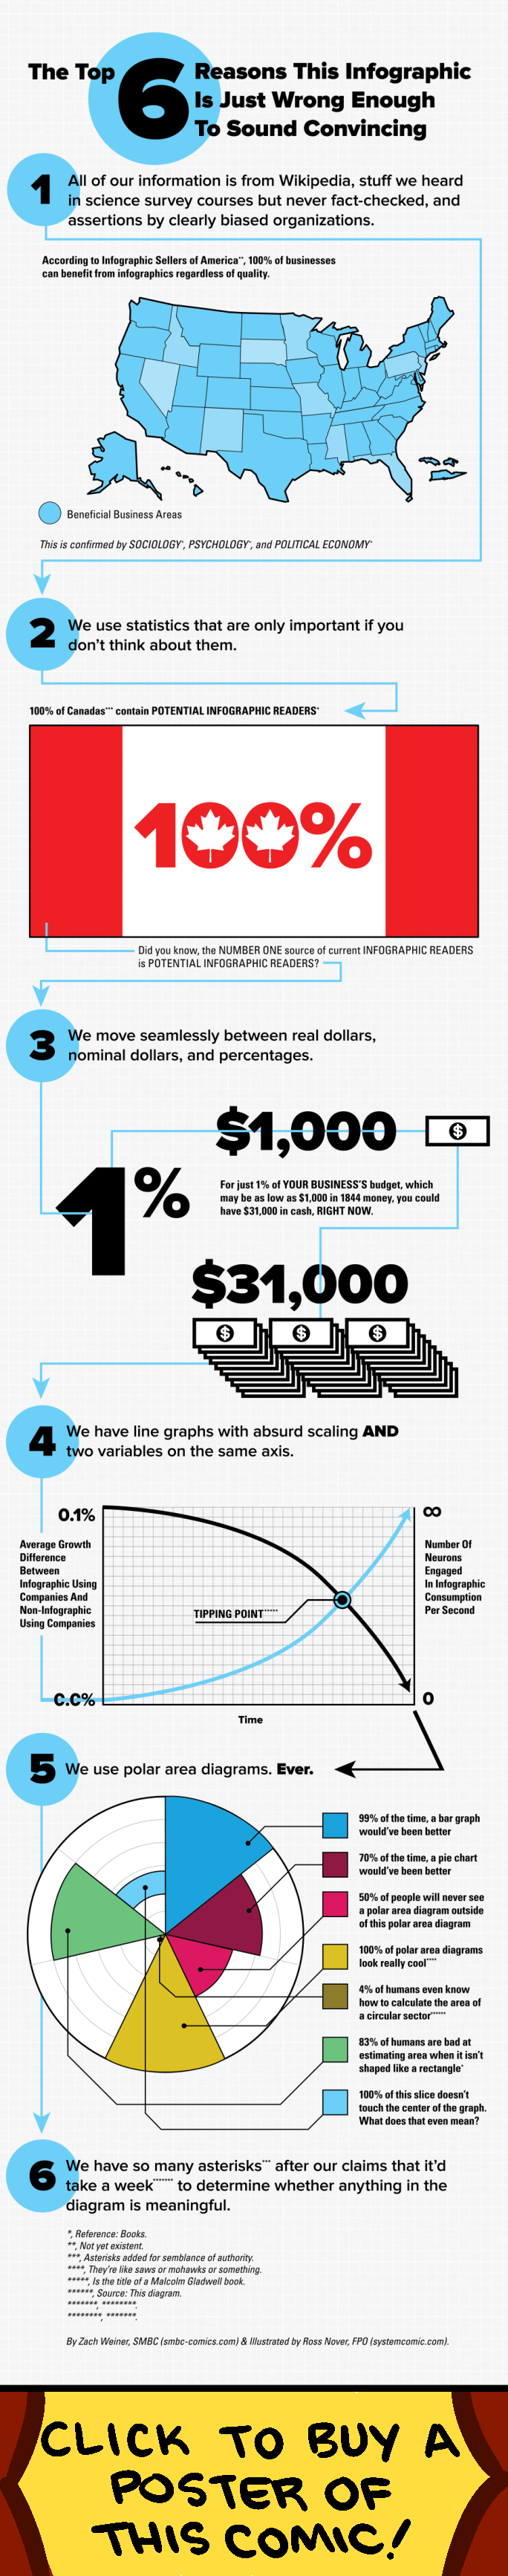 The Top 6 Reasons This Infographic
Is Just Wrong Enough
To Sound Convincing
1 All of our information is from Wikipedia, stuff we heard
in science survey courses but never fact-checked, and
assertions by clearly biased organizations.
According to Infographic Sellers of America**, 100% of businesses
can benefit from infographics regardless of quality.
Beneficial Business Areas
This is confirmed by SOCIOLOGY*, PSYCHOLOGY*, and POLITICAL ECONOMY*
2 We use statistics that are only important if you
don't think about them.
100% of Canadas*** contain POTENTIAL INFOGRAPHIC READERS*
100%
Did you know, the NUMBER ONE source of current INFOGRAPHIC READERS
is POTENTIAL INFOGRAPHIC READERS?
3 We move seamlessly between real dollars,
nominal dollars, and percentages.
$1,000
$
1%
For just 1% of YOUR BUSINESS'S budget, which
may be as low as $1,000 in 1844 money, you could
have $31,000 in cash, RIGHT NOW.
$31,000
$ $ $
4 We have line graphs with absurd scaling AND
two variables on the same axis.
0.1%
Average Growth
Difference
Between
Infographic Using
Companies And
Non-Infographic
Using Companies
0.0%
TIPPING POINT*****
∞
Number Of
Neurons
Engaged
In Infographic
Consumption
Per Second
0
Time
5 We use polar area diagrams. Ever.
99% of the time, a bar graph
would've been better
70% of the time, a pie chart
would've been better
50% of people will never see
a polar area diagram outside
of this polar area diagram
100% of polar area diagrams
look really cool****
4% of humans even know
how to calculate the area of
a circular sector******
83% of humans are bad at
estimating area when it isn't
shaped like a rectangle*
100% of this slice doesn't
touch the center of the graph.
What does that even mean?
6 We have so many asterisks*** after our claims that it'd
take a week******* to determine whether anything in the
diagram is meaningful.
*, Reference: Books.
**, Not yet existent.
***, Asterisks added for semblance of authority.
****, They're like saws or mohawks or something.
*****, Is the title of a Malcolm Gladwell book.
******, Source: This diagram.
*******, ********.
********, *******.
By Zach Weiner, SMBC (smbc-comics.com) & Illustrated by Ross Nover, FPO (systemcomic.com).
CLICK TO BUY A
POSTER OF
THIS COMIC!